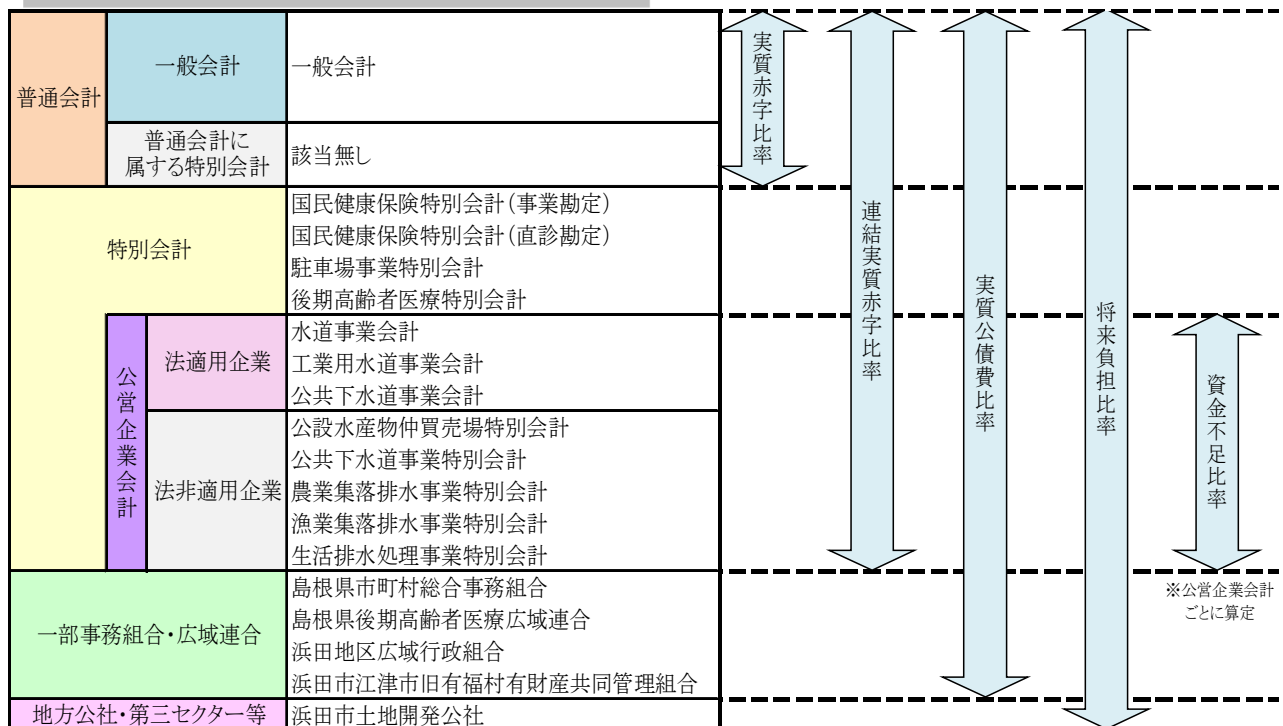 普通会計
一般会計
一般会計
普通会計に
属する特別会計
該当無し
特別会計
国民健康保険特別会計(事業勘定)
国民健康保険特別会計(直診勘定)
駐車場事業特別会計
後期高齢者医療特別会計
公営企業会計
法適用企業
水道事業会計
工業用水道事業会計
公共下水道事業会計
法非適用企業
公設水産物仲買売場特別会計
公共下水道事業特別会計
農業集落排水事業特別会計
漁業集落排水事業特別会計
生活排水処理事業特別会計
一部事務組合・広域連合
島根県市町村総合事務組合
島根県後期高齢者医療広域連合
浜田地区広域行政組合
浜田市江津市旧有福村有財産共同管理組合
地方公社・第三セクター等
浜田市土地開発公社
実質赤字比率
連結実質赤字比率
実質公債費比率
将来負担比率
資金不足比率
※公営企業会計
ごとに算定